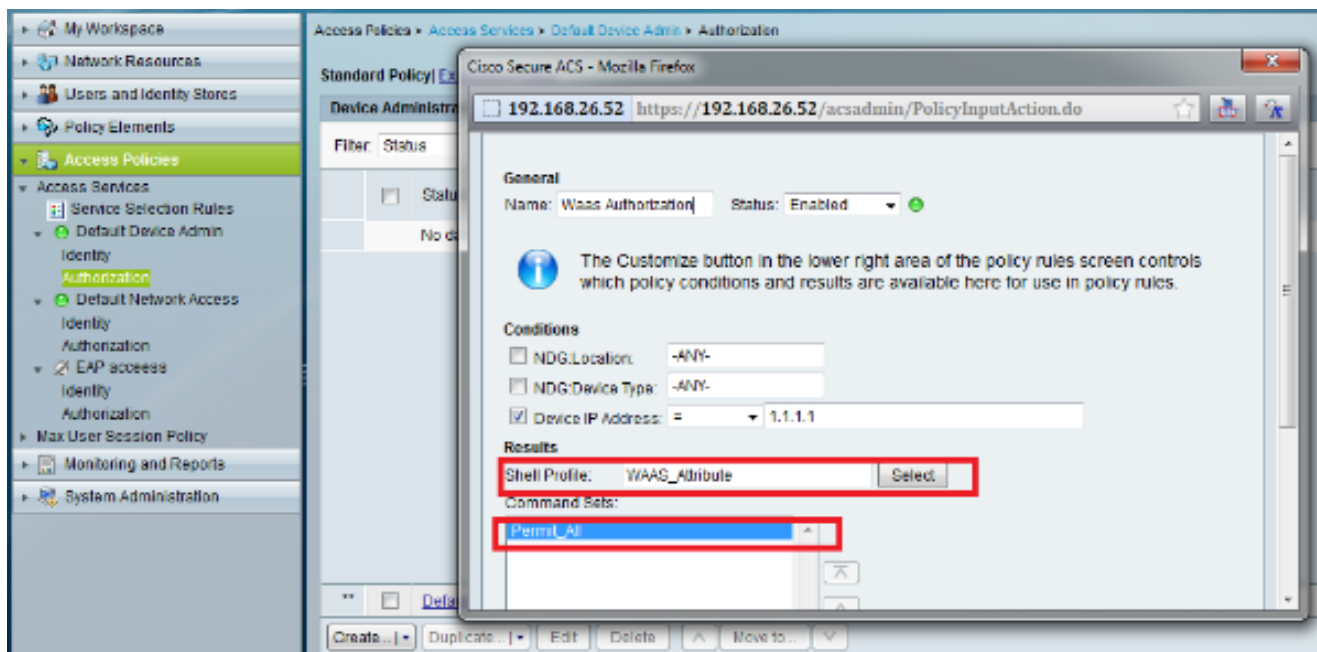 My Workspace
Network Resources
Users and Identity Stores
Policy Elements
Access Policies
Access Services
Service Selection Rules
Default Device Admin
Identity
Authorization
Default Network Access
Identity
Authorization
EAP acceess
Identity
Authorization
Max User Session Policy
Monitoring and Reports
System Administration
Access Policies > Access Services > Default Device Admin > Authorization
Standard Policy| Ex
Device Administra
Filter: Status
Statu
No da
** Defa
Create... Duplicate... Edit Delete Move to...
Cisco Secure ACS - Mozilla Firefox
192.168.26.52 https://192.168.26.52/acsadmin/PolicyInputAction.do
General
Name: Waas Authorization Status: Enabled
The Customize button in the lower right area of the policy rules screen controls
which policy conditions and results are available here for use in policy rules.
Conditions
NDG:Location: -ANY-
NDG:Device Type: -ANY-
Device IP Address: = 1.1.1.1
Results
Shell Profile: WAAS_Attribute Select
Command Sets:
Permit_All